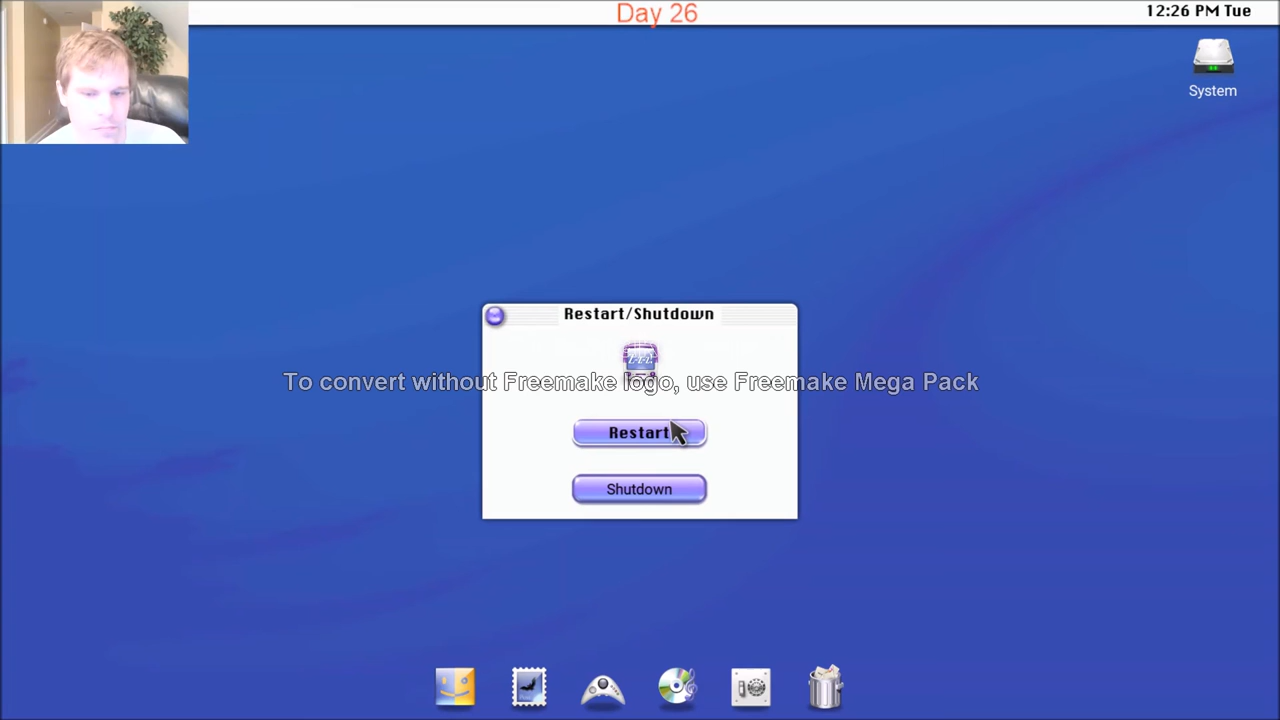 Day 26
12:26 PM Tue
System
Restart/Shutdown
To convert without Freemake logo, use Freemake Mega Pack
Restart
Shutdown